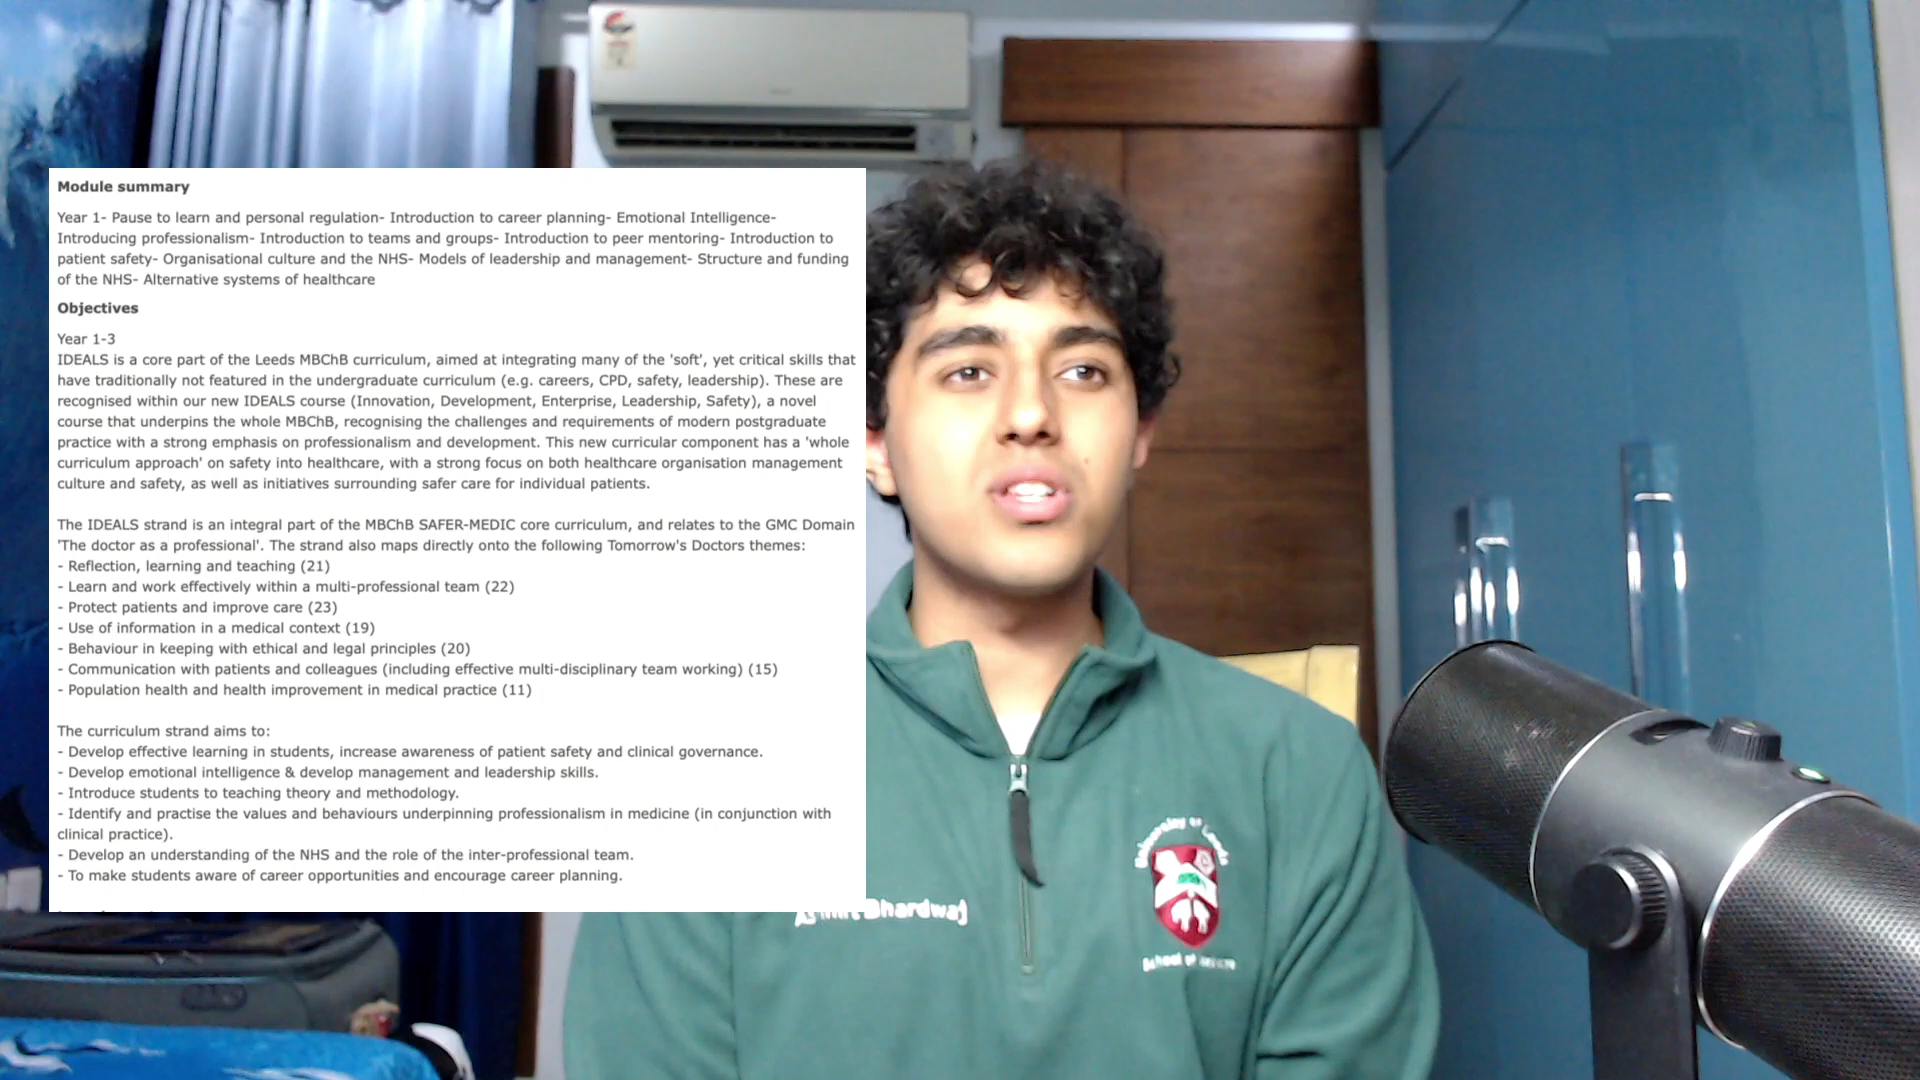 Module summary
Year 1- Pause to learn and personal regulation- Introduction to career planning- Emotional Intelligence-
Introducing professionalism- Introduction to teams and groups- Introduction to peer mentoring- Introduction to
patient safety- Organisational culture and the NHS- Models of leadership and management- Structure and funding
of the NHS- Alternative systems of healthcare
Objectives
Year 1-3
IDEALS is a core part of the Leeds MBChB curriculum, aimed at integrating many of the 'soft', yet critical skills that
have traditionally not featured in the undergraduate curriculum (e.g. careers, CPD, safety, leadership). These are
recognised within our new IDEALS course (Innovation, Development, Enterprise, Leadership, Safety), a novel
course that underpins the whole MBChB, recognising the challenges and requirements of modern postgraduate
practice with a strong emphasis on professionalism and development. This new curricular component has a 'whole
curriculum approach' on safety into healthcare, with a strong focus on both healthcare organisation management
culture and safety, as well as initiatives surrounding safer care for individual patients.
The IDEALS strand is an integral part of the MBChB SAFER-MEDIC core curriculum, and relates to the GMC Domain
'The doctor as a professional'. The strand also maps directly onto the following Tomorrow's Doctors themes:
- Reflection, learning and teaching (21)
- Learn and work effectively within a multi-professional team (22)
- Protect patients and improve care (23)
- Use of information in a medical context (19)
- Behaviour in keeping with ethical and legal principles (20)
- Communication with patients and colleagues (including effective multi-disciplinary team working) (15)
- Population health and health improvement in medical practice (11)
The curriculum strand aims to:
- Develop effective learning in students, increase awareness of patient safety and clinical governance.
- Develop emotional intelligence & develop management and leadership skills.
- Introduce students to teaching theory and methodology.
- Identify and practise the values and behaviours underpinning professionalism in medicine (in conjunction with
clinical practice).
- Develop an understanding of the NHS and the role of the inter-professional team.
- To make students aware of career opportunities and encourage career planning.
Bhardwaj
University of Leeds
School of